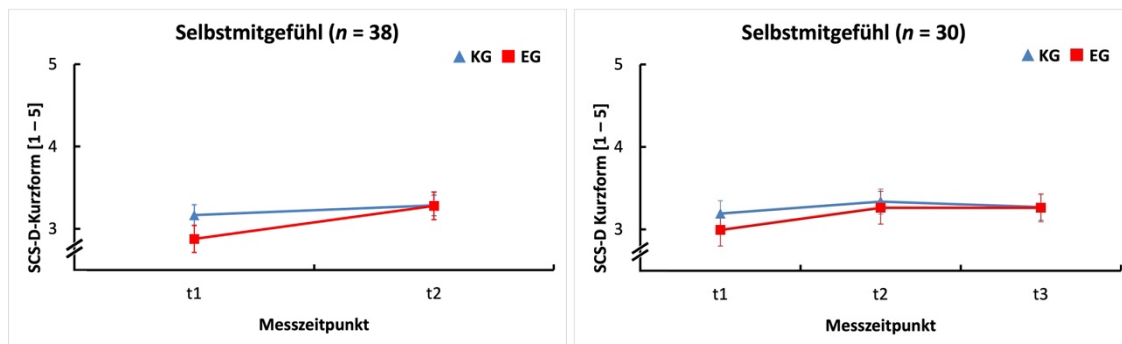 Selbstmitgefühl (n = 38)
KG EG
SCS-D-Kurzform [1 – 5]
5
4
3
t1 t2
Messzeitpunkt
Selbstmitgefühl (n = 30)
KG EG
SCS-D Kurzform [1 – 5]
5
4
3
t1 t2 t3
Messzeitpunkt